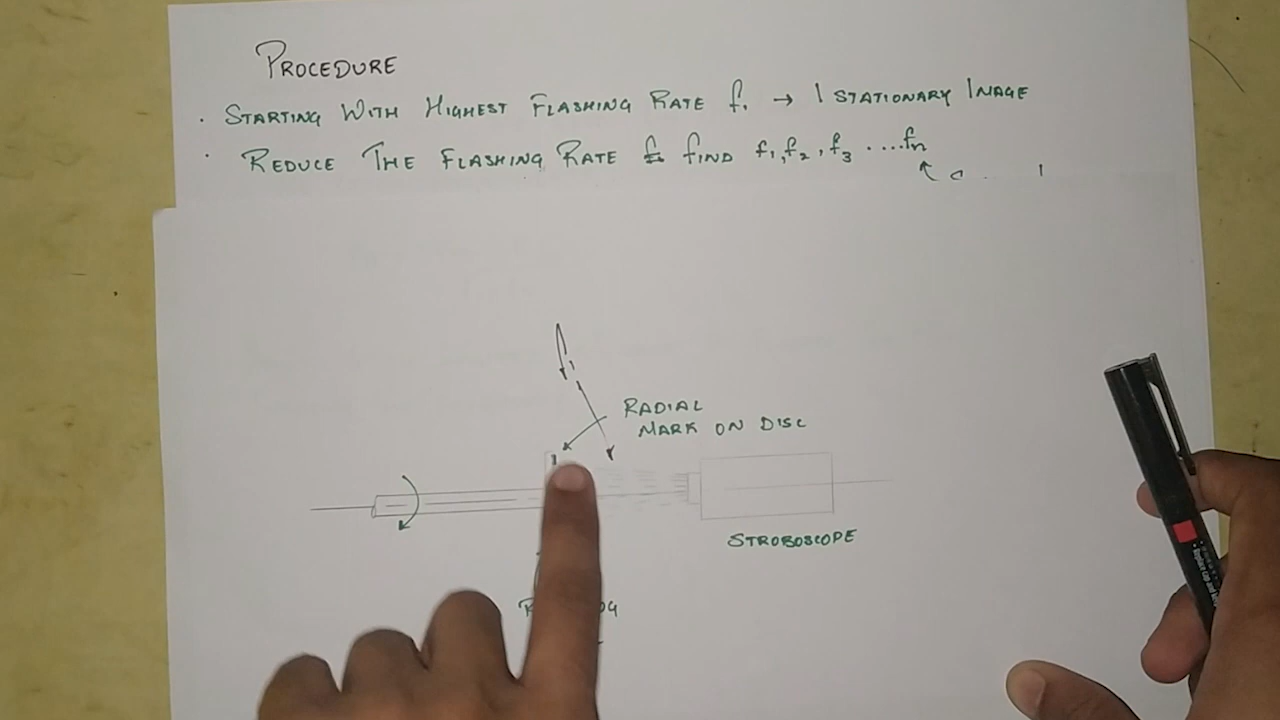 PROCEDURE
. STARTING WITH HIGHEST FLASHING RATE f₁ → 1 STATIONARY IMAGE
. REDUCE THE FLASHING RATE FIND f₁, f₂, f₃ ....fn
f₁
RADIAL
MARK ON DISC
STROBOSCOPE